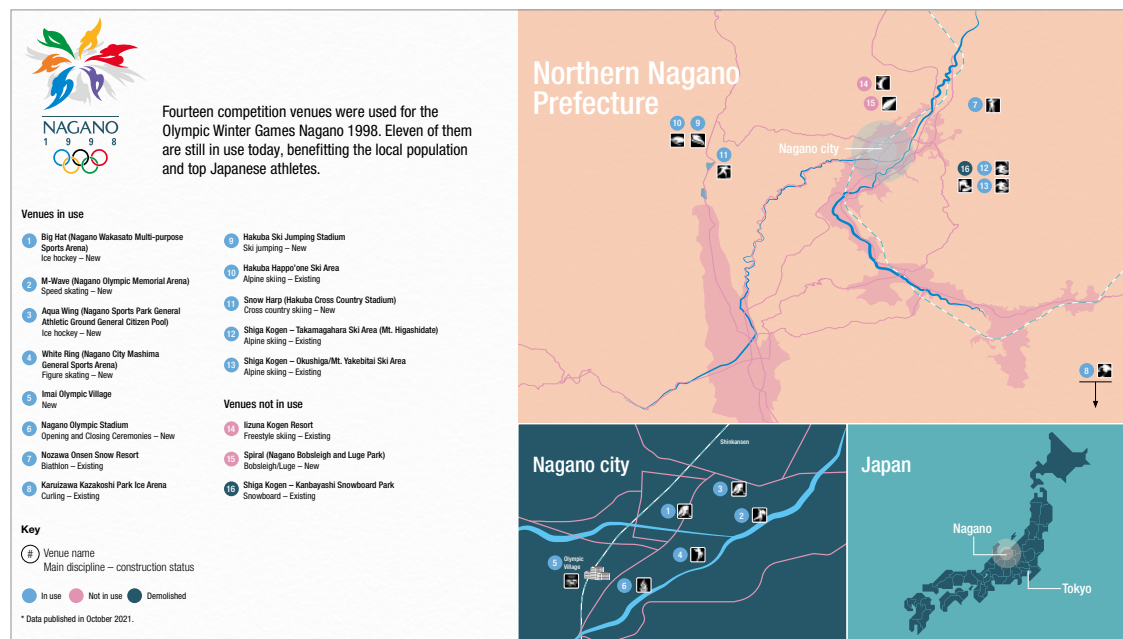 NAGANO
1 9 9 8
Fourteen competition venues were used for the
Olympic Winter Games Nagano 1998. Eleven of them
are still in use today, benefitting the local population
and top Japanese athletes.
Venues in use
1 Big Hat (Nagano Wakasato Multi-purpose
Sports Arena)
Ice hockey – New
2 M-Wave (Nagano Olympic Memorial Arena)
Speed skating – New
3 Aqua Wing (Nagano Sports Park General
Athletic Ground General Citizen Pool)
Ice hockey – New
4 White Ring (Nagano City Mashima
General Sports Arena)
Figure skating – New
5 Imai Olympic Village
New
6 Nagano Olympic Stadium
Opening and Closing Ceremonies – New
7 Nozawa Onsen Snow Resort
Biathlon – Existing
8 Karuizawa Kazakoshi Park Ice Arena
Curling – Existing
9 Hakuba Ski Jumping Stadium
Ski jumping – New
10 Hakuba Happo'one Ski Area
Alpine skiing – Existing
11 Snow Harp (Hakuba Cross Country Stadium)
Cross country skiing – New
12 Shiga Kogen – Takamagahara Ski Area (Mt. Higashidate)
Alpine skiing – Existing
13 Shiga Kogen – Okushiga/Mt. Yakebitai Ski Area
Alpine skiing – Existing
Venues not in use
14 Iizuna Kogen Resort
Freestyle skiing – Existing
15 Spiral (Nagano Bobsleigh and Luge Park)
Bobsleigh/Luge – New
16 Shiga Kogen – Kanbayashi Snowboard Park
Snowboard – Existing
Key
# Venue name
Main discipline – construction status
In use
Not in use
Demolished
* Data published in October 2021.
Northern Nagano
Prefecture
14
15
7
10 9
11
Nagano city
16 12
13
8
Nagano city
Shinkansen
3
1
2
4
5
Olympic
Village
6
Japan
Nagano
Tokyo